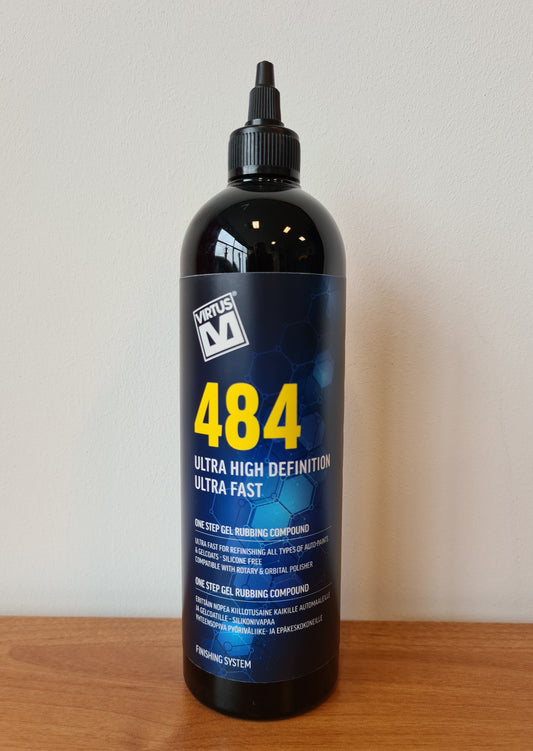 VIRTUS®
484
ULTRA HIGH DEFINITION
ULTRA FAST
ONE STEP GEL RUBBING COMPOUND
ULTRA FAST FOR REFINISHING ALL TYPES OF AUTO-PAINTS
& GELCOATS - SILICONE FREE
COMPATIBLE WITH ROTARY & ORBITAL POLISHER
ONE STEP GEL RUBBING COMPOUND
ERITTÄIN NOPEA KIILLOTUSAINE KAIKILLE AUTOMAALEILLE
JA GELCOATILLE - SILIKONIVAPAA
YHTEENSOPIVA PYÖRIVÄLIIKE- JA EPÄKESKOKONEILLE
FINISHING SYSTEM